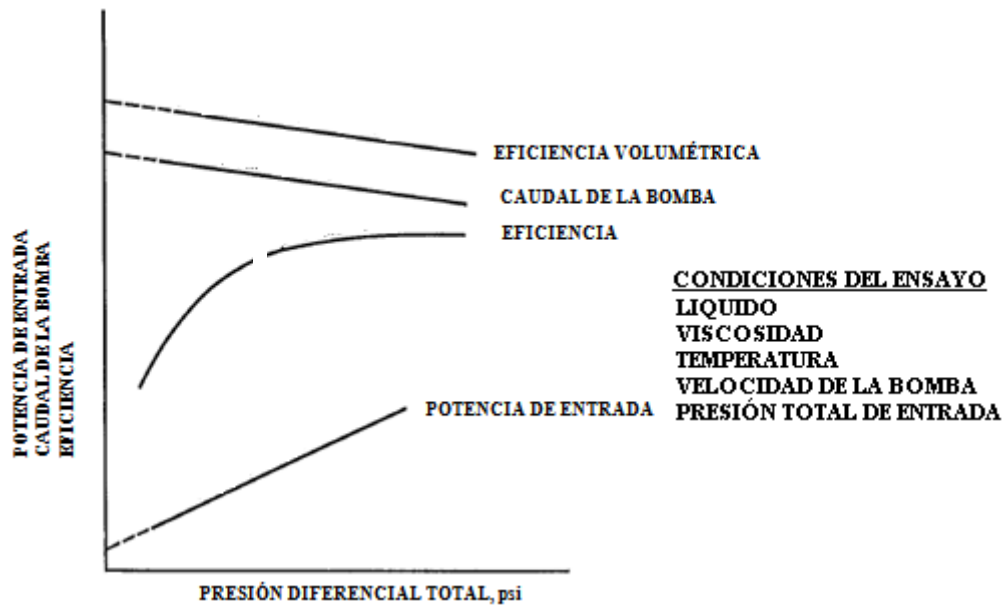 EFICIENCIA VOLUMÉTRICA
CAUDAL DE LA BOMBA
EFICIENCIA
POTENCIA DE ENTRADA
POTENCIA DE ENTRADA
CAUDAL DE LA BOMBA
EFICIENCIA
CONDICIONES DEL ENSAYO
LIQUIDO
VISCOSIDAD
TEMPERATURA
VELOCIDAD DE LA BOMBA
PRESIÓN TOTAL DE ENTRADA
PRESIÓN DIFERENCIAL TOTAL, psi